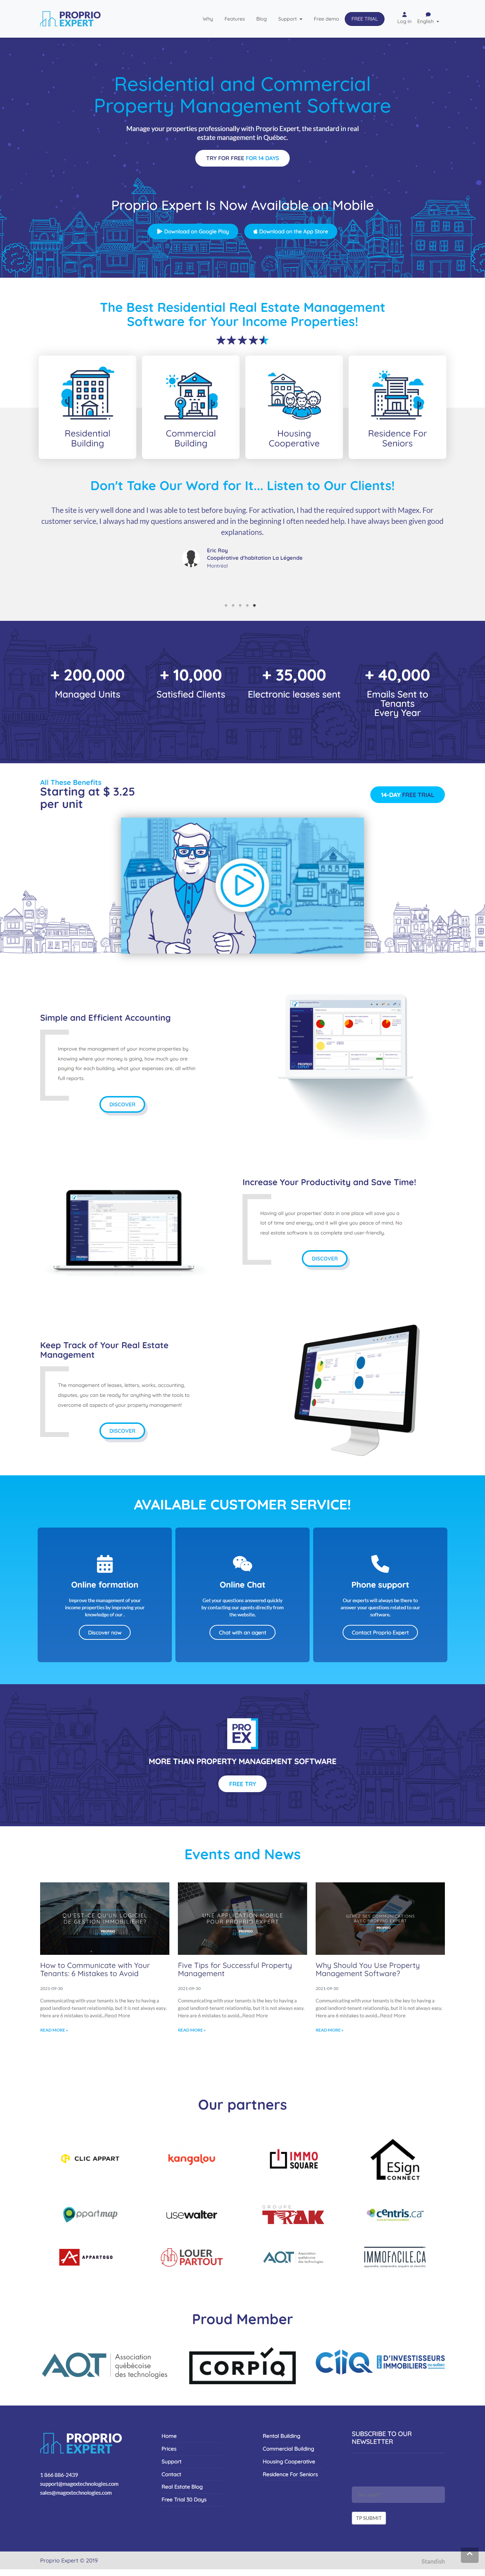 PROPRIO
EXPERT
Why
Features
Blog
Support
Free demo
FREE TRIAL
Log in
English
Residential and Commercial
Property Management Software
Manage your properties professionally with Proprio Expert, the standard in real
estate management in Québec.
TRY FOR FREE FOR 14 DAYS
Proprio Expert Is Now Available on Mobile
Download on Google Play
Download on the App Store
The Best Residential Real Estate Management
Software for Your Income Properties!
Residential
Building
Commercial
Building
Housing
Cooperative
Residence For
Seniors
Don't Take Our Word for It... Listen to Our Clients!
The site is very well done and I was able to test before buying. For activation, I had the required support with Magex. For
customer service, I always had my questions answered and in the beginning I often needed help. I have always been given good
explanations.
Eric Roy
Coopérative d'habitation La Légende
Montréal
+ 200,000
Managed Units
+ 10,000
Satisfied Clients
+ 35,000
Electronic leases sent
+ 40,000
Emails Sent to
Tenants
Every Year
All These Benefits
Starting at $ 3.25
per unit
14-DAY FREE TRIAL
Simple and Efficient Accounting
Improve the management of your income properties by
knowing where your money is going, how much you are
paying for each building, what your expenses are, all within
full reports.
DISCOVER
Increase Your Productivity and Save Time!
Having all your properties' data in one place will save you a
lot of time and energy, and it will give you peace of mind. No
real estate software is as complete and user-friendly.
DISCOVER
Keep Track of Your Real Estate
Management
The management of leases, letters, works, accounting,
disputes, you can be ready for anything with the tools to
overcome all aspects of your property management!
DISCOVER
AVAILABLE CUSTOMER SERVICE!
Online formation
Improve the management of your
income properties by improving your
knowledge of our .
Discover now
Online Chat
Get your questions answered quickly
by contacting our agents directly from
the website.
Chat with an agent
Phone support
Our experts will always be there to
answer your questions related to our
software.
Contact Proprio Expert
PRO
EX
MORE THAN PROPERTY MANAGEMENT SOFTWARE
FREE TRY
Events and News
QU'EST-CE QU'UN LOGICIEL
DE GESTION IMMOBILIÈRE?
How to Communicate with Your
Tenants: 6 Mistakes to Avoid
2021-09-30
Communicating with your tenants is the key to having a
good landlord-tenant relationship, but it is not always easy.
Here are 6 mistakes to avoid...Read More
READ MORE »
UNE APPLICATION MOBILE
POUR PROPRIO EXPERT
Five Tips for Successful Property
Management
2021-09-30
Communicating with your tenants is the key to having a
good landlord-tenant relationship, but it is not always easy.
Here are 6 mistakes to avoid...Read More
READ MORE »
GÉREZ SES COMMUNICATIONS
AVEC PROPRIO EXPERT
Why Should You Use Property
Management Software?
2021-09-30
Communicating with your tenants is the key to having a
good landlord-tenant relationship, but it is not always easy.
Here are 6 mistakes to avoid...Read More
READ MORE »
Our partners
CLIC APPART
kangalou
IMMO
SQUARE
ESign
CONNECT
appartmap
usewalter
GROUPE
TRAK
centris.ca
APPARTOGO
LOUER
PARTOUT
AQT Association
québécoise
des technologies
IMMOFACILE.CA
Proud Member
AQT Association
québécoise
des technologies
CORPIQ
CLIQ D'INVESTISSEURS
IMMOBILIERS
PROPRIO
EXPERT
1 866 886-2439
support@magextechnologies.com
sales@magextechnologies.com
Home
Prices
Support
Contact
Real Estate Blog
Free Trial 30 Days
Rental Building
Commercial Building
Housing Cooperative
Residence For Seniors
SUBSCRIBE TO OUR
NEWSLETTER
TP SUBMIT
Proprio Expert © 2019
Standish